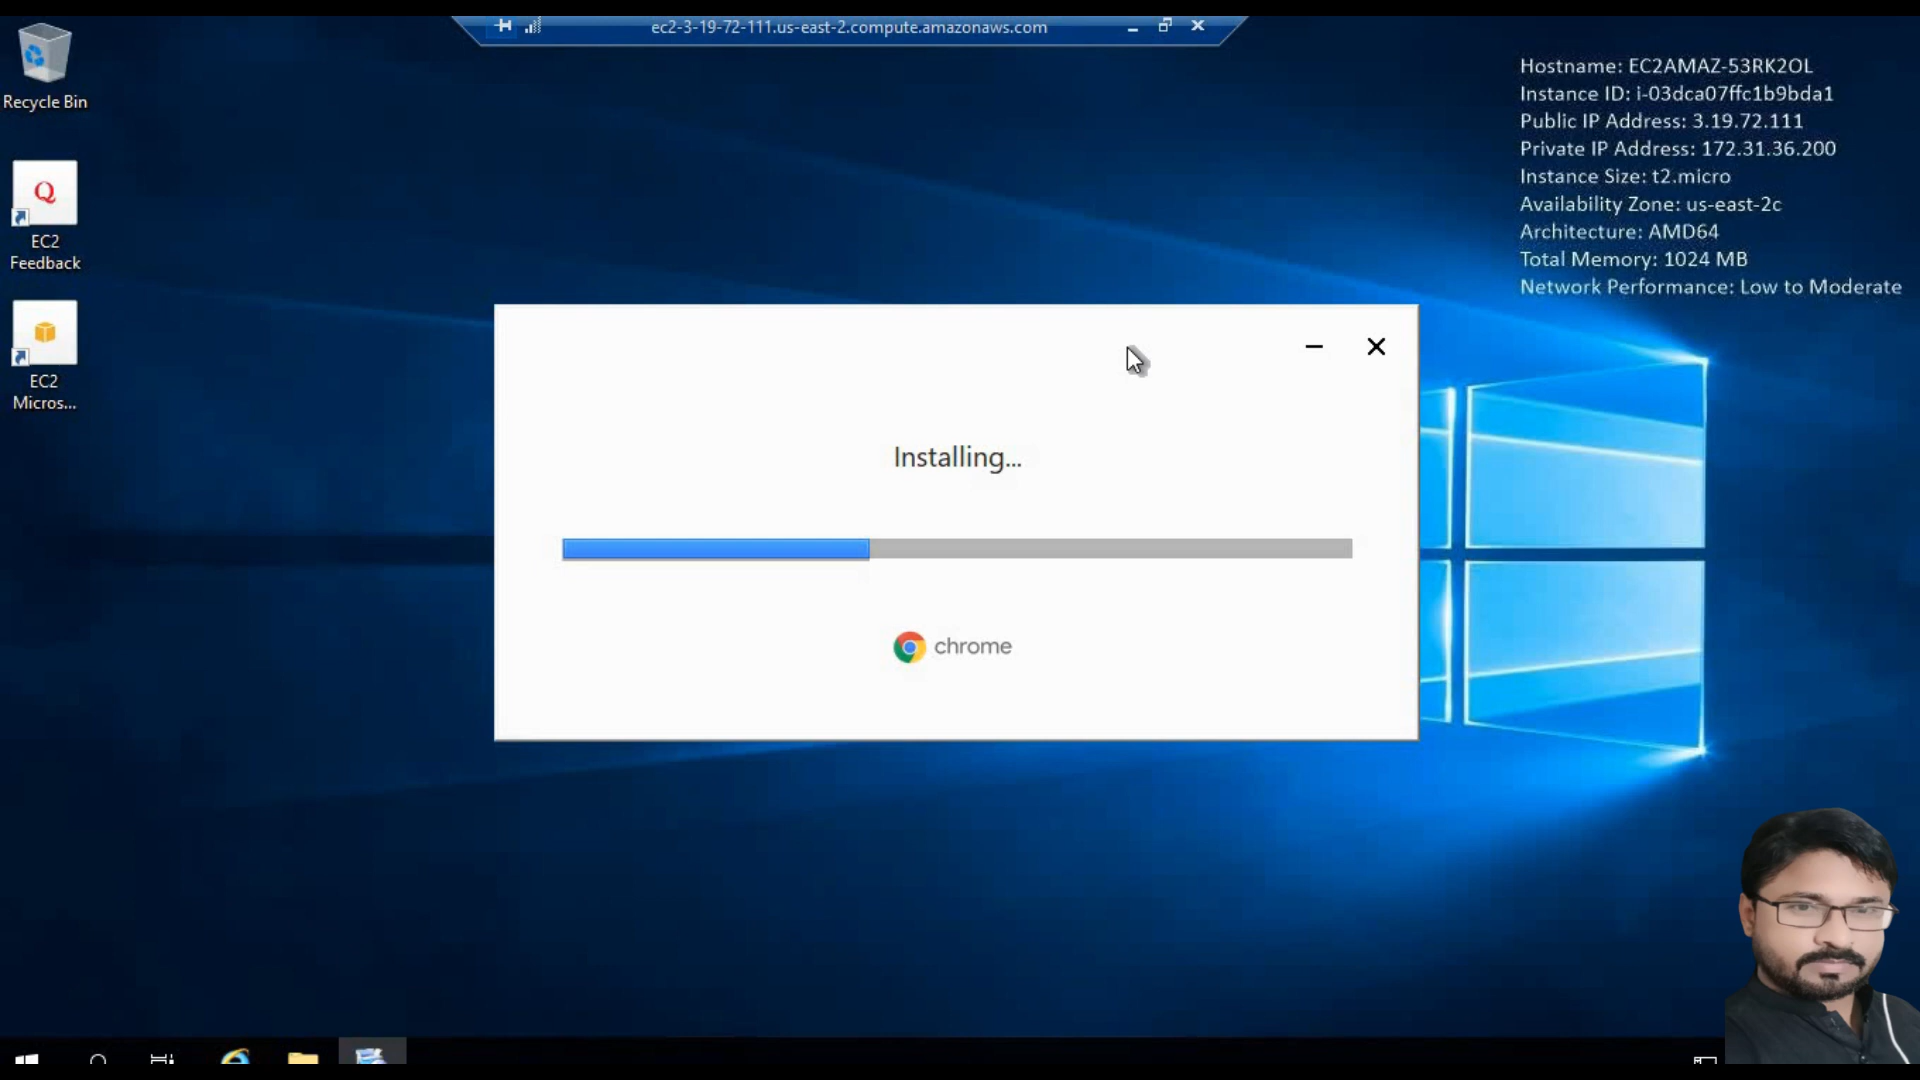 ec2-3-19-72-111.us-east-2.compute.amazonaws.com
Recycle Bin
EC2
Feedback
EC2
Micros...
Hostname: EC2AMAZ-53RK2OL
Instance ID: i-03dca07ffc1b9bda1
Public IP Address: 3.19.72.111
Private IP Address: 172.31.36.200
Instance Size: t2.micro
Availability Zone: us-east-2c
Architecture: AMD64
Total Memory: 1024 MB
Network Performance: Low to Moderate
Installing...
chrome